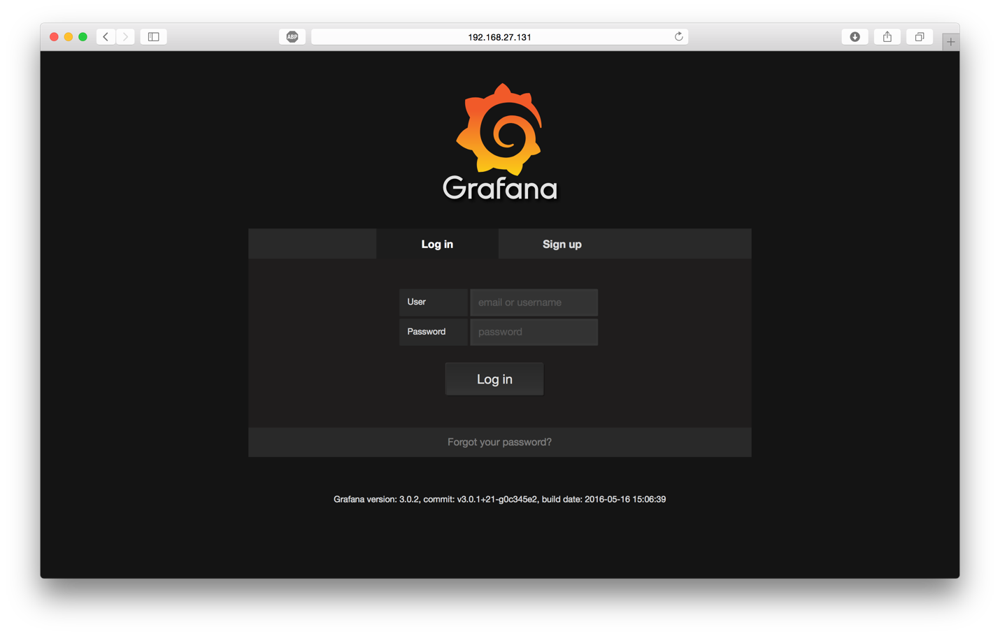 ABP
192.168.27.131
Grafana
Log in
Sign up
User
email or username
Password
password
Log in
Forgot your password?
Grafana version: 3.0.2, commit: v3.0.1+21-g0c345e2, build date: 2016-05-16 15:06:39